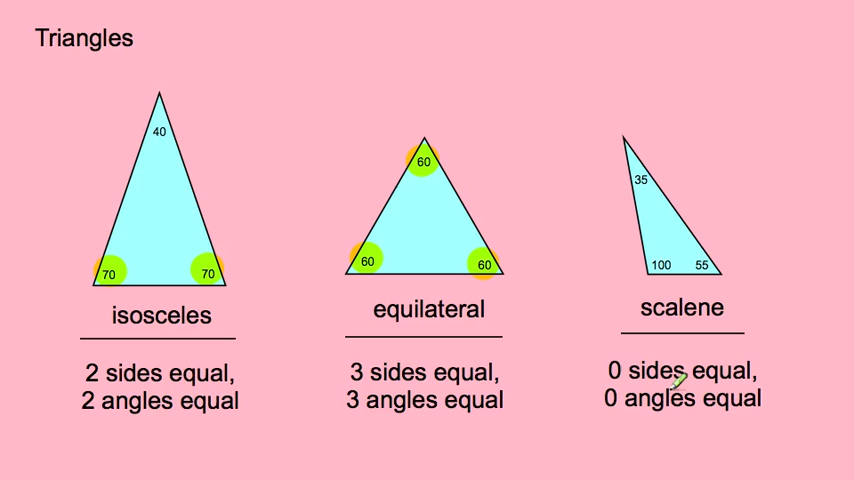 Triangles
40
70
70
isosceles
2 sides equal,
2 angles equal
60
60
60
equilateral
3 sides equal,
3 angles equal
35
100
55
scalene
0 sides equal,
0 angles equal